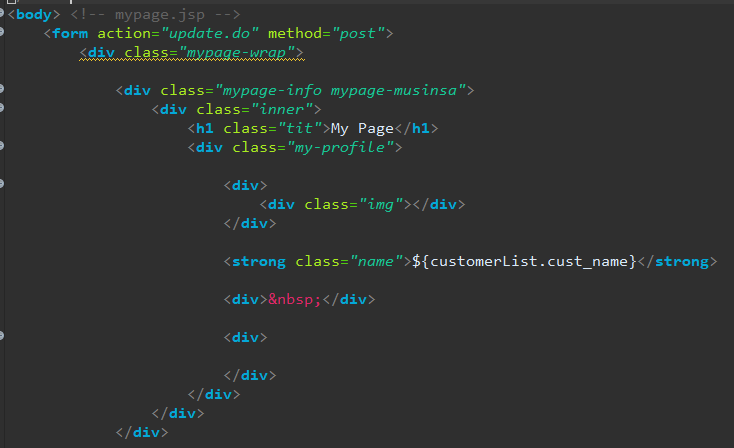 <body> <!-- mypage.jsp -->
<form action="update.do" method="post">
<div class="mypage-wrap">
<div class="mypage-info mypage-musinsa">
<div class="inner">
<h1 class="tit">My Page</h1>
<div class="my-profile">
<div>
<div class="img"></div>
</div>
<strong class="name">${customerList.cust_name}</strong>
<div>&nbsp;</div>
<div>
</div>
</div>
</div>
</div>